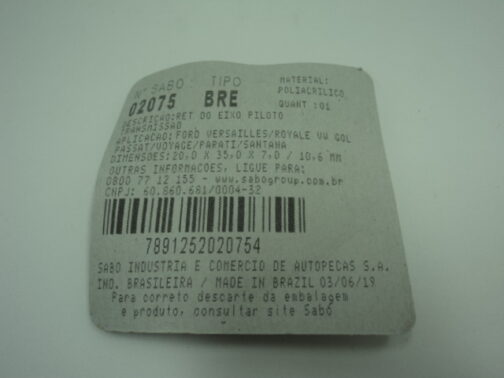 Nº SABO TIPO MATERIAL:
02075 BRE POLIACRILICO
QUANT :01
DESCRICAO:RET DO EIXO PILOTO
TRANSMISSAO
APLICACAO: FORD VERSAILLES/ROYALE VW GOL
PASSAT/VOYAGE/PARATI/SANTANA
DIMENSOES:20,0 X 35,0 X 7,0 / 10,6 MM
OUTRAS INFORMACOES, LIGUE PARA:
0800 77 12 155 - www.sabogroup.com.br
CNPJ: 60.860.681/0004-32
7891252020754
SABO INDUSTRIA E COMERCIO DE AUTOPECAS S.A.
IND. BRASILEIRA / MADE IN BRAZIL 03/06/19
Para correto descarte da embalagem
e produto, consultar site Sabó